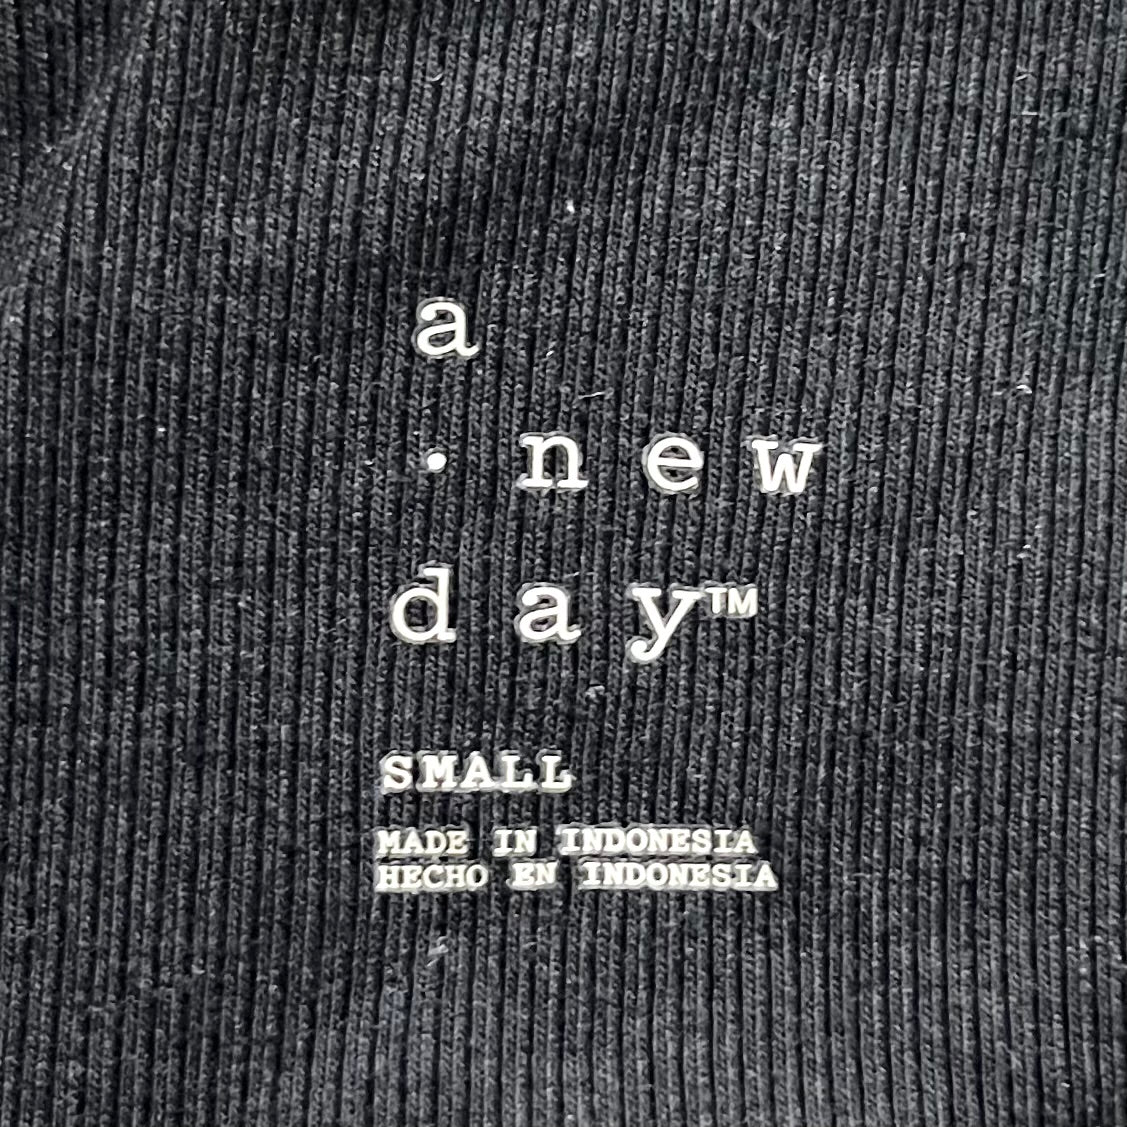 a
· new
day™
SMALL
MADE IN INDONESIA
HECHO EN INDONESIA